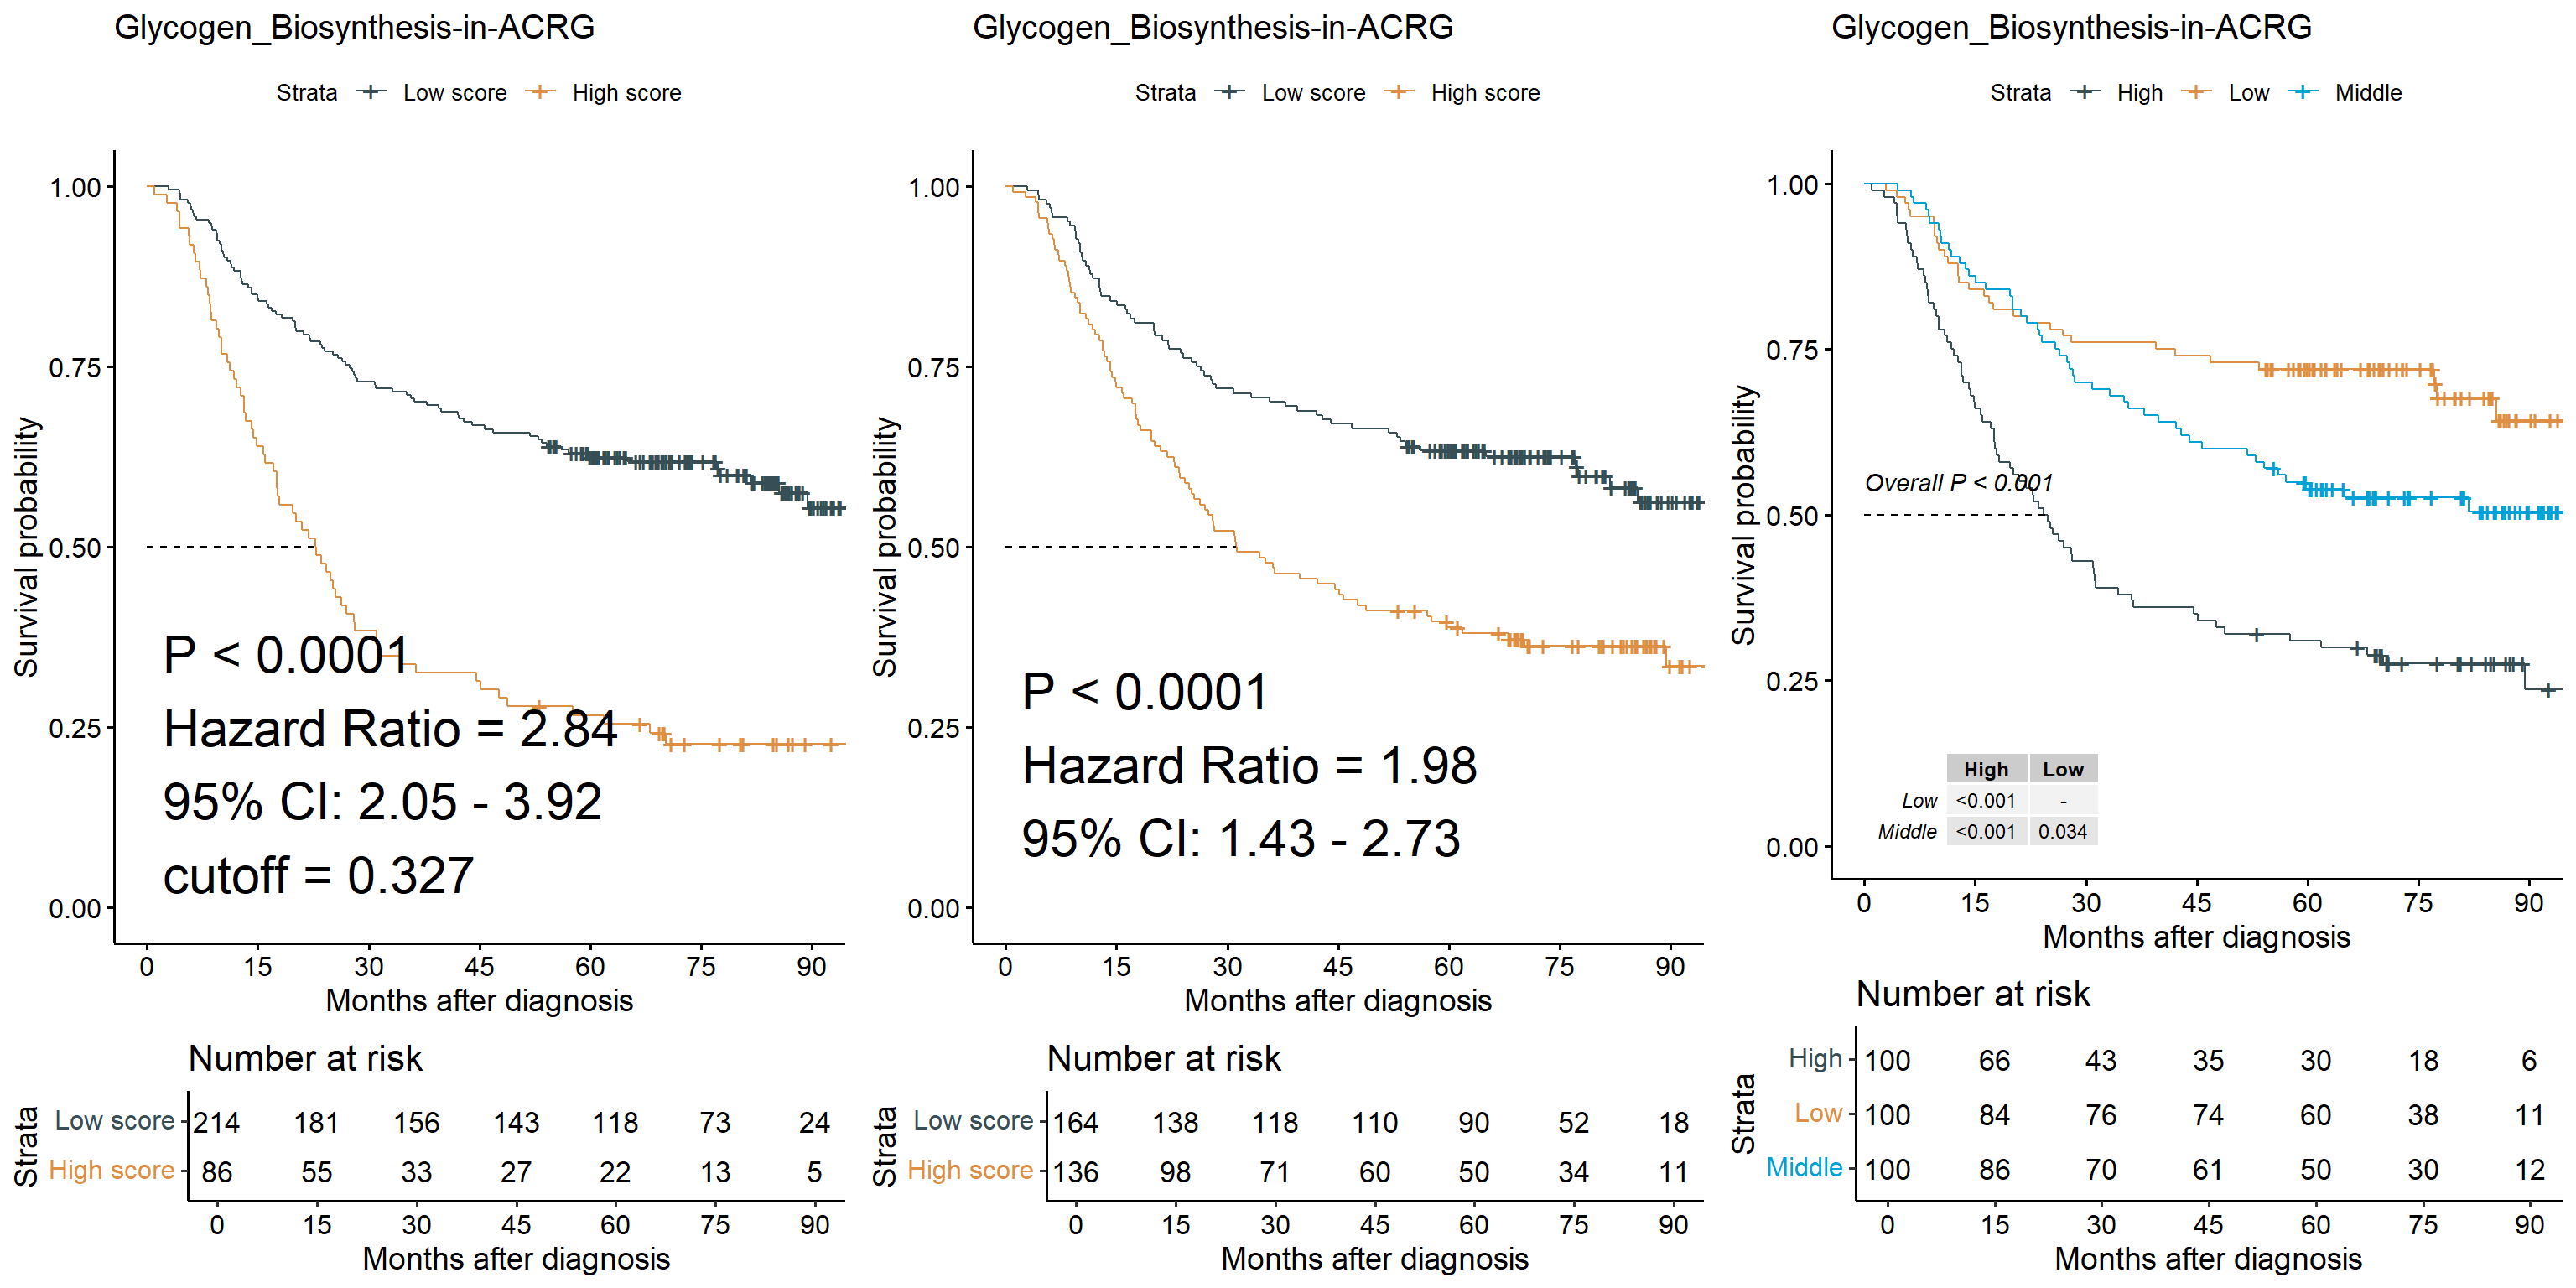 Glycogen_Biosynthesis-in-ACRG
Strata Low score High score
Survival probability
1.00
0.75
0.50
0.25
0.00
P < 0.0001
Hazard Ratio = 2.84
95% CI: 2.05 - 3.92
cutoff = 0.327
0 15 30 45 60 75 90
Months after diagnosis
Number at risk
Strata
Low score 214 181 156 143 118 73 24
High score 86 55 33 27 22 13 5
0 15 30 45 60 75 90
Months after diagnosis
Glycogen_Biosynthesis-in-ACRG
Strata Low score High score
Survival probability
1.00
0.75
0.50
0.25
0.00
P < 0.0001
Hazard Ratio = 1.98
95% CI: 1.43 - 2.73
0 15 30 45 60 75 90
Months after diagnosis
Number at risk
Strata
Low score 164 138 118 110 90 52 18
High score 136 98 71 60 50 34 11
0 15 30 45 60 75 90
Months after diagnosis
Glycogen_Biosynthesis-in-ACRG
Strata High Low Middle
Survival probability
1.00
0.75
0.50
0.25
0.00
Overall P < 0.001
High Low
Low <0.001 -
Middle <0.001 0.034
0 15 30 45 60 75 90
Months after diagnosis
Number at risk
Strata
High 100 66 43 35 30 18 6
Low 100 84 76 74 60 38 11
Middle 100 86 70 61 50 30 12
0 15 30 45 60 75 90
Months after diagnosis